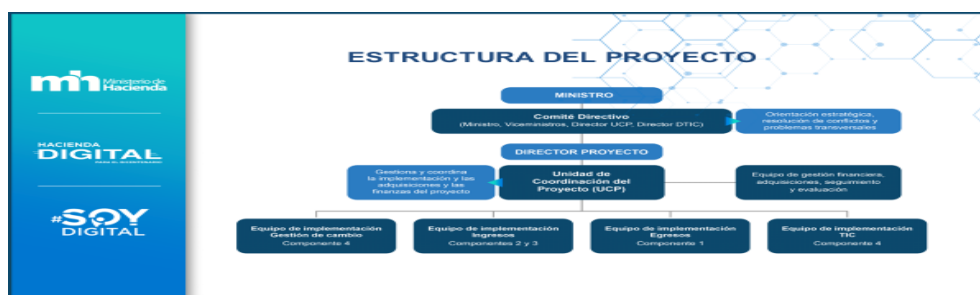 ESTRUCTURA DEL PROYECTO
mh Ministerio de
Hacienda
HACIENDA
DIGITAL
PARA EL BICENTENARIO
#SOY
DIGITAL
MINISTRO
Comité Directivo
(Ministro, Viceministros, Director UCP, Director DTIC)
Orientación estratégica,
resolución de conflictos y
problemas transversales
DIRECTOR PROYECTO
Gestiona y coordina
la implementación y las
adquisiciones y las
finanzas del proyecto
Unidad de
Coordinación del
Proyecto (UCP)
Equipo de gestión financiera,
adquisiciones, seguimiento
y evaluación
Equipo de implementación
Gestión de cambio
Componente 4
Equipo de implementación
Ingresos
Componentes 2 y 3
Equipo de implementación
Egresos
Componente 1
Equipo de implementación
TIC
Componente 4